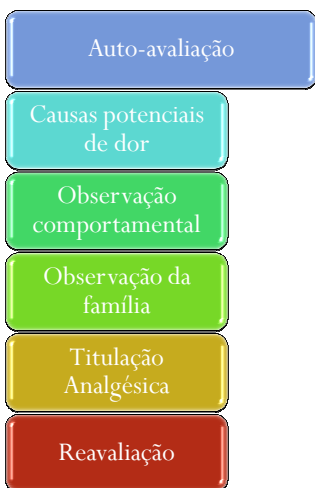 Auto-avaliação
Causas potenciais
de dor
Observação
comportamental
Observação da
família
Titulação
Analgésica
Reavaliação